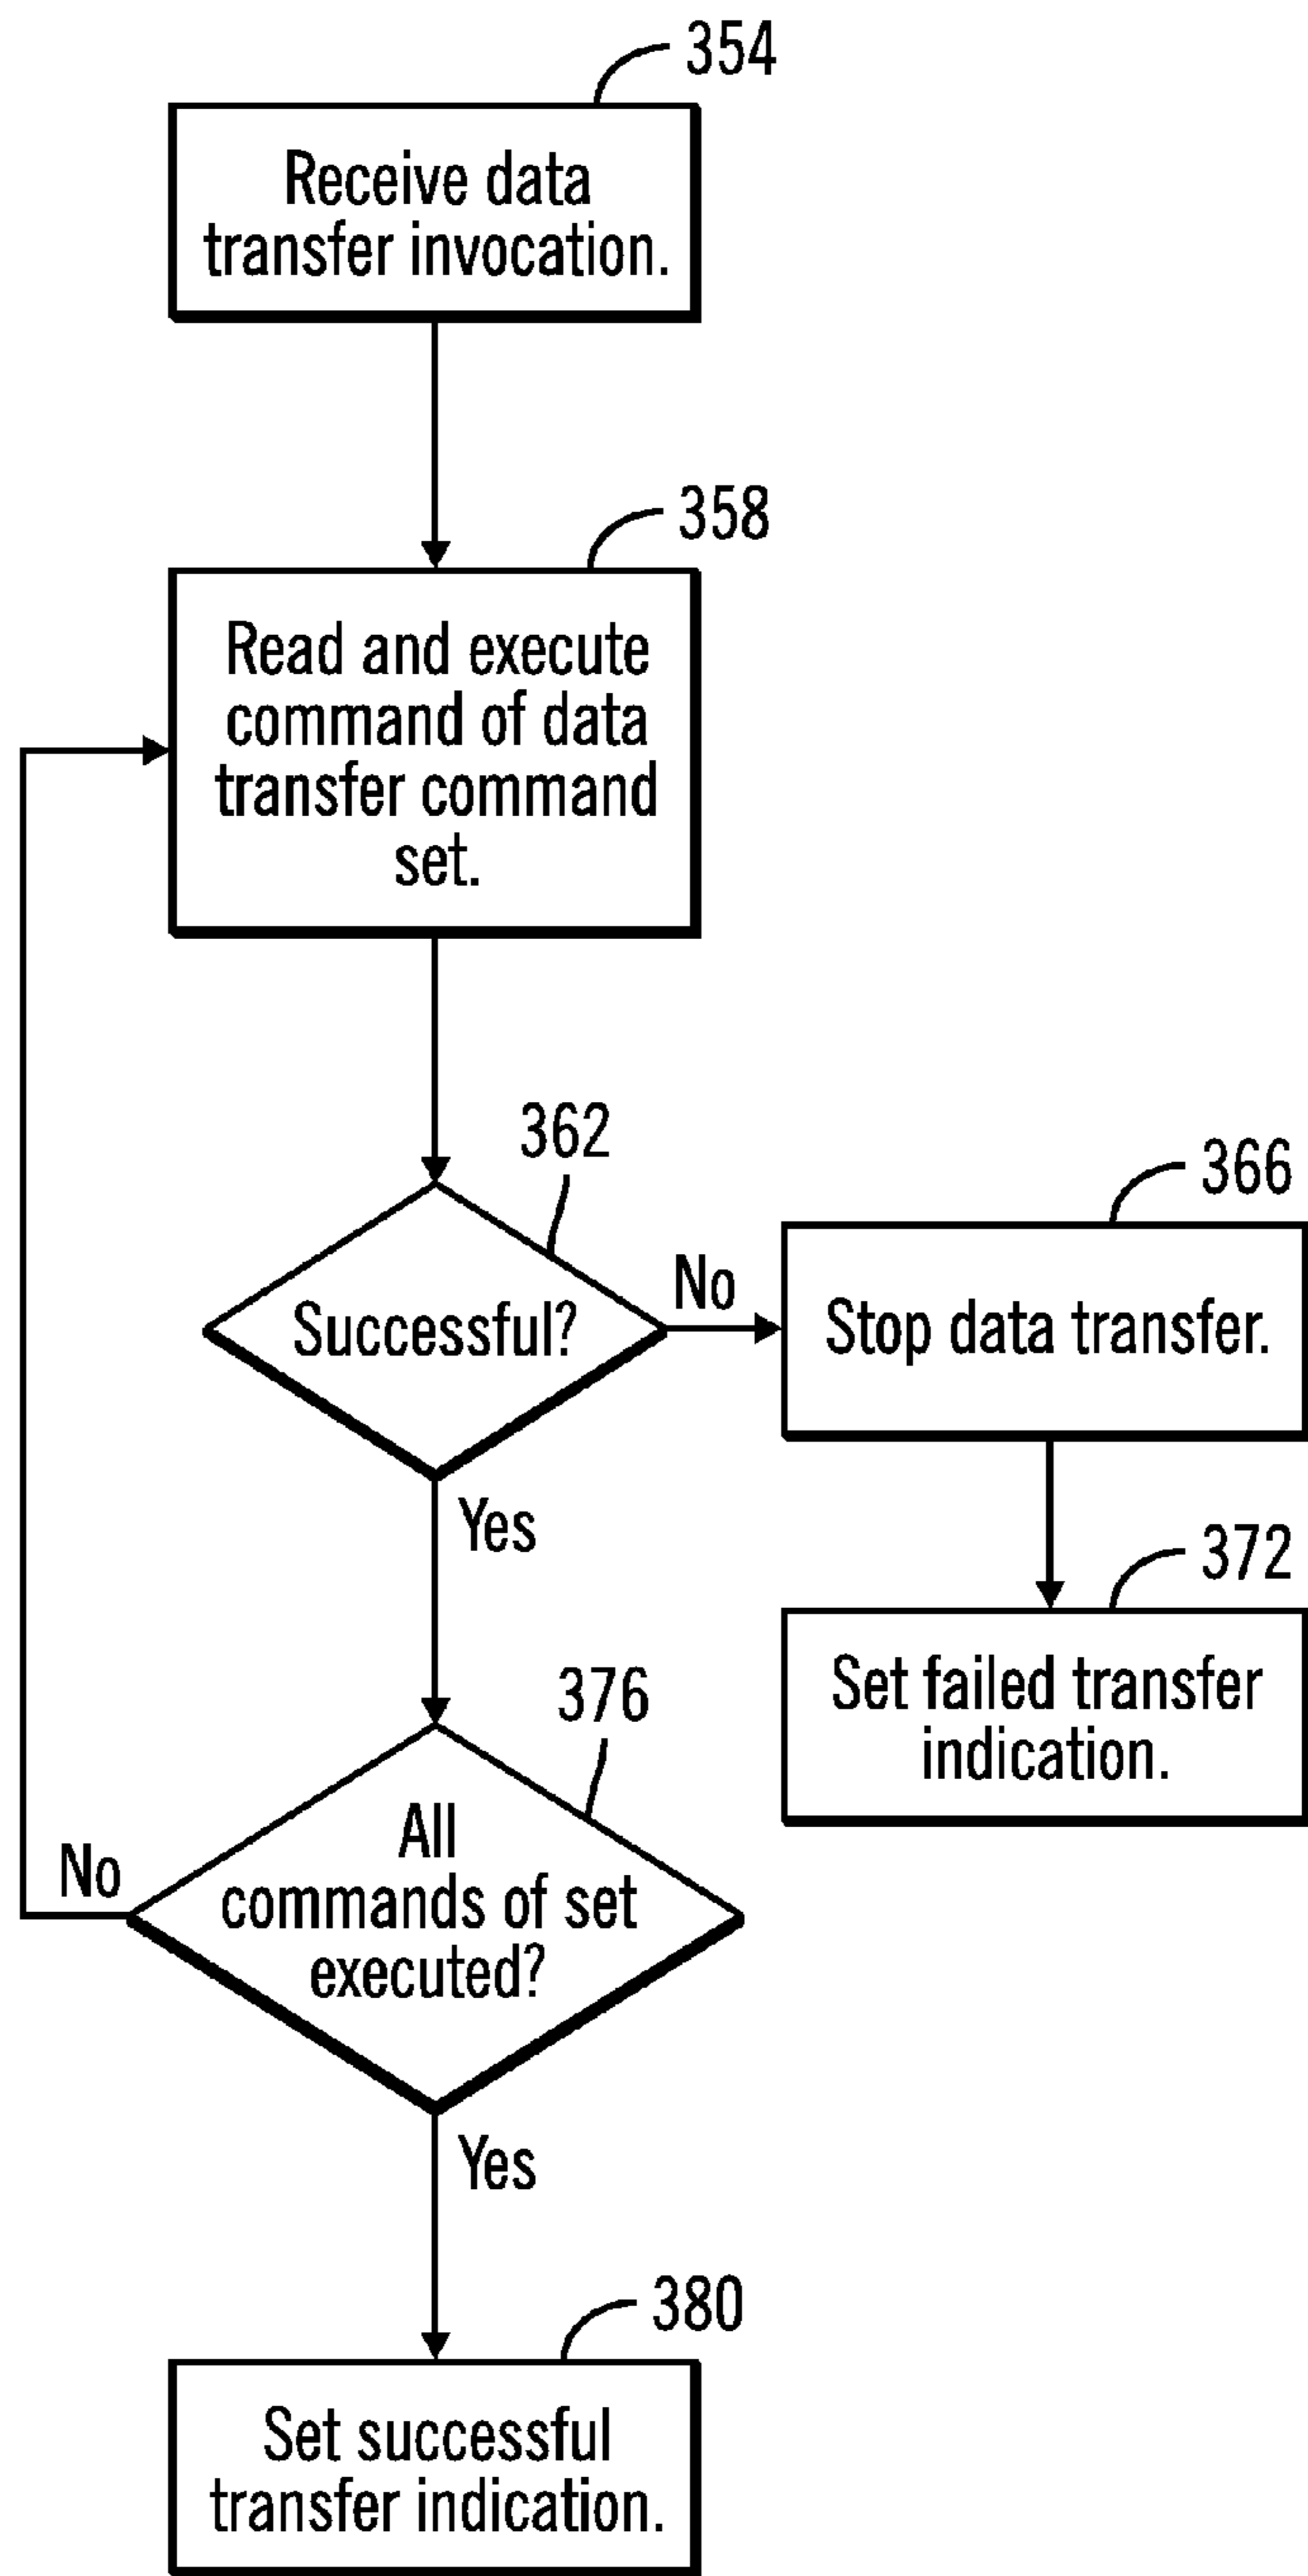 354
Receive data
transfer invocation.
358
Read and execute
command of data
transfer command
set.
362
Successful?
No
366
Stop data transfer.
Yes
372
Set failed transfer
indication.
376
All
commands of set
executed?
No
Yes
380
Set successful
transfer indication.